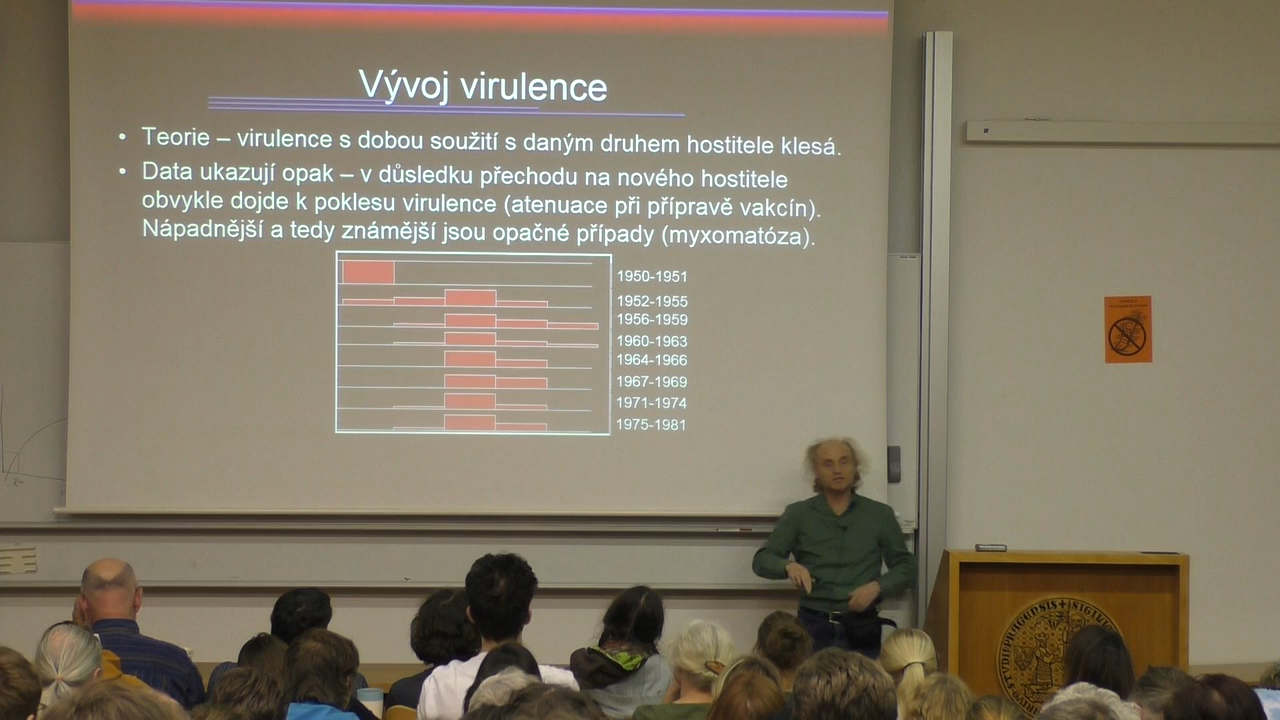 Vývoj virulence
• Teorie – virulence s dobou soužití s daným druhem hostitele klesá.
• Data ukazují opak – v důsledku přechodu na nového hostitele
obvykle dojde k poklesu virulence (atenuace při přípravě vakcín).
Nápadnější a tedy známější jsou opačné případy (myxomatóza).
1950-1951
1952-1955
1956-1959
1960-1963
1964-1966
1967-1969
1971-1974
1975-1981